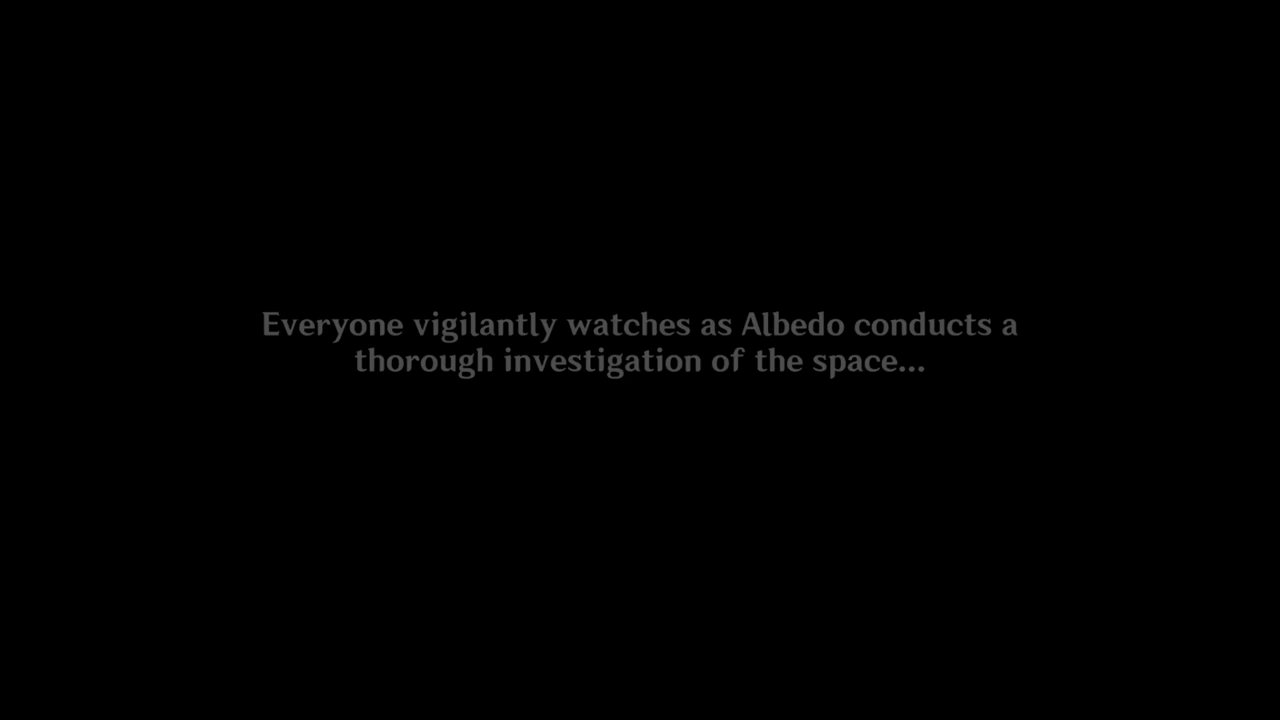 Everyone vigilantly watches as Albedo conducts a
thorough investigation of the space...